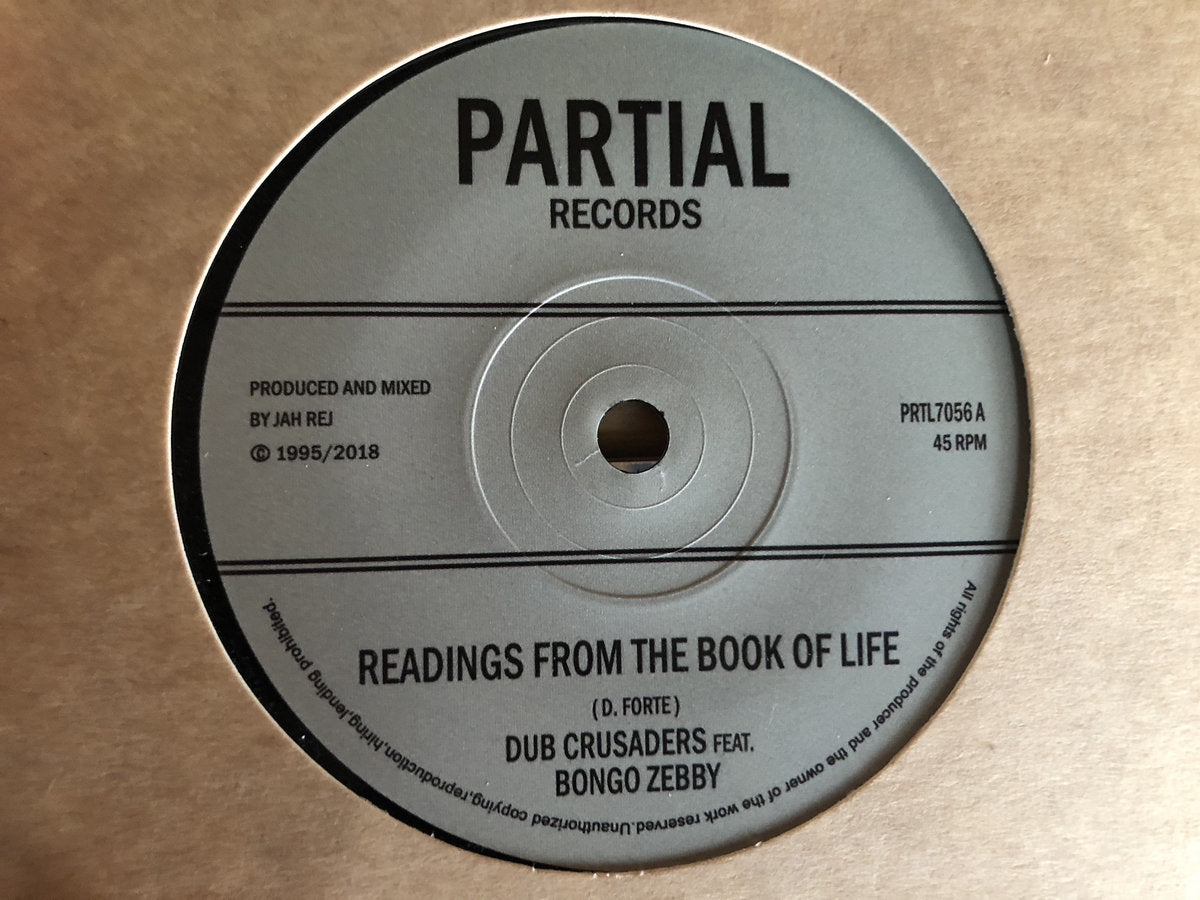 PARTIAL
RECORDS
PRODUCED AND MIXED
BY JAH REJ
© 1995/2018
PRTL7056 A
45 RPM
READINGS FROM THE BOOK OF LIFE
( D. FORTE )
DUB CRUSADERS FEAT.
BONGO ZEBBY
All rights of the producer and the owner of the work reserved.Unauthorized copying,reproduction,hiring,lending prohibited.